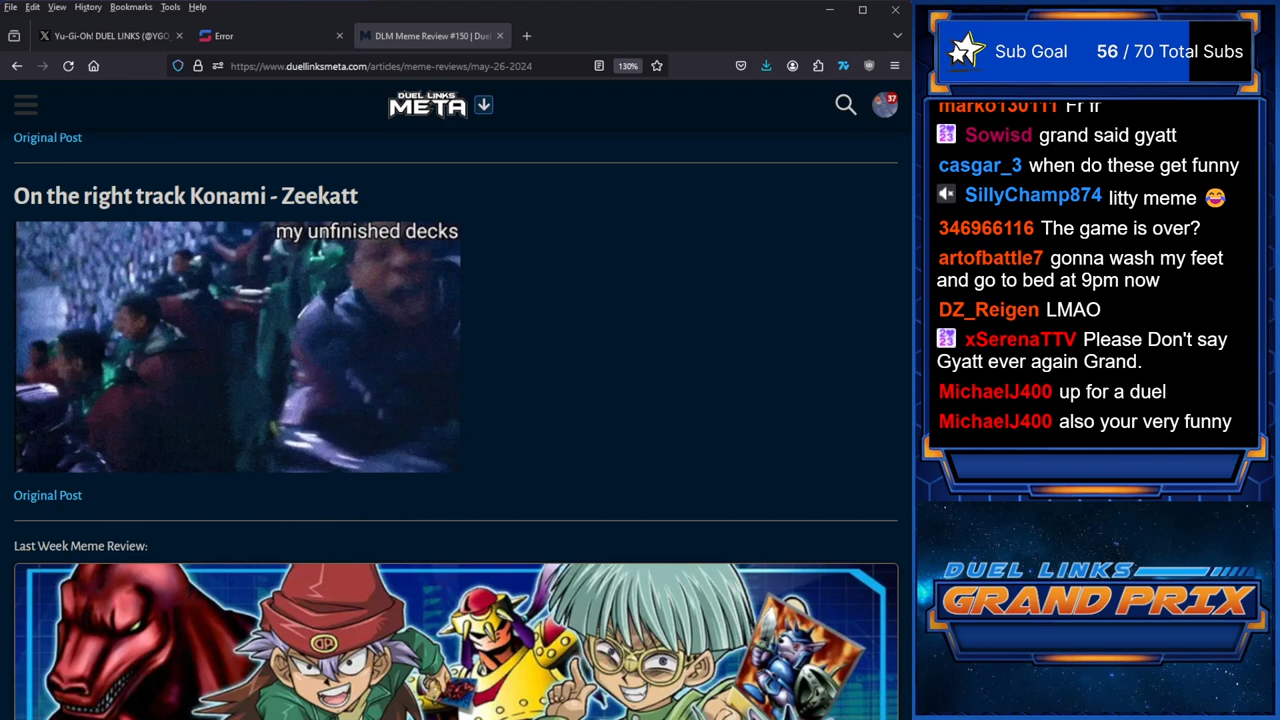 File Edit View History Bookmarks Tools Help
Yu-Gi-Oh! DUEL LINKS (@YGO_
Error
DLM Meme Review #150 | Duel
https://www.duellinksmeta.com/articles/meme-reviews/may-26-2024
130%
DUEL LINKS
META
37
Original Post
On the right track Konami - Zeekatt
my unfinished decks
Original Post
Last Week Meme Review:
Sub Goal 56 / 70 Total Subs
marko130111 Fr fr
Sowisd grand said gyatt
casgar_3 when do these get funny
SillyChamp874 litty meme 😂
346966116 The game is over?
artofbattle7 gonna wash my feet
and go to bed at 9pm now
DZ_Reigen LMAO
xSerenaTTV Please Don't say
Gyatt ever again Grand.
MichaelJ400 up for a duel
MichaelJ400 also your very funny
DUEL LINKS
GRAND PRIX